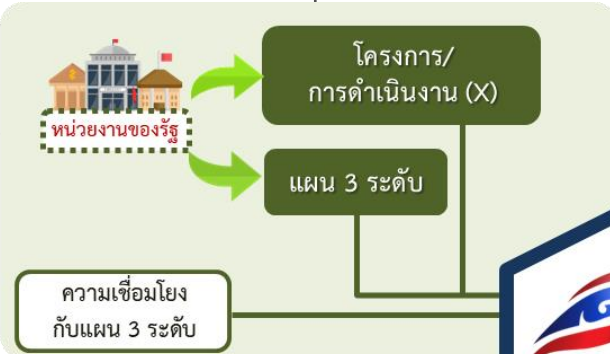 โครงการ/
การดำเนินงาน (X)
หน่วยงานของรัฐ
แผน 3 ระดับ
ความเชื่อมโยง
กับแผน 3 ระดับ